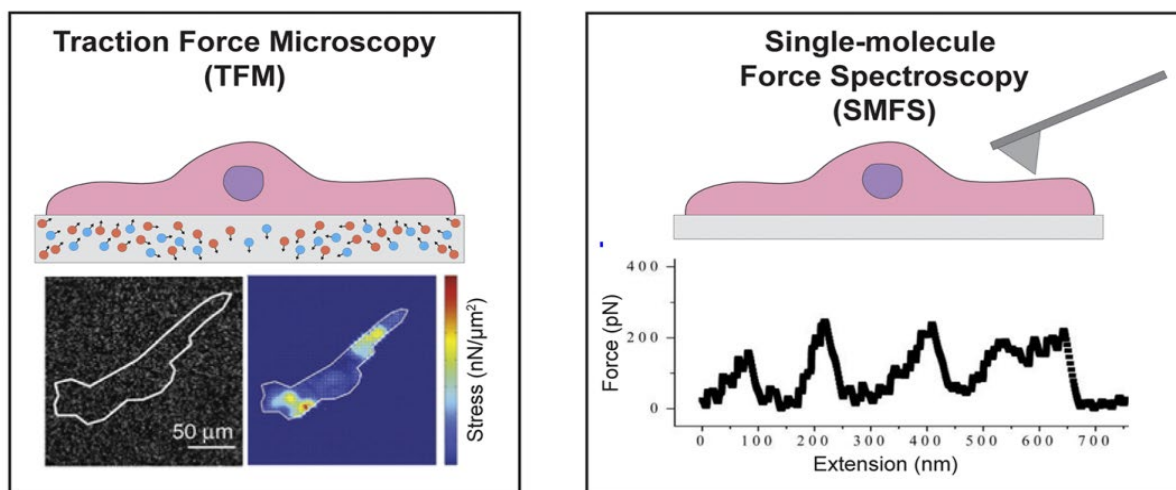 Traction Force Microscopy
(TFM)
50 µm
Stress (nN/µm²)
Single-molecule
Force Spectroscopy
(SMFS)
400
200
0
Force (pN)
0 100 200 300 400 500 600 700
Extension (nm)